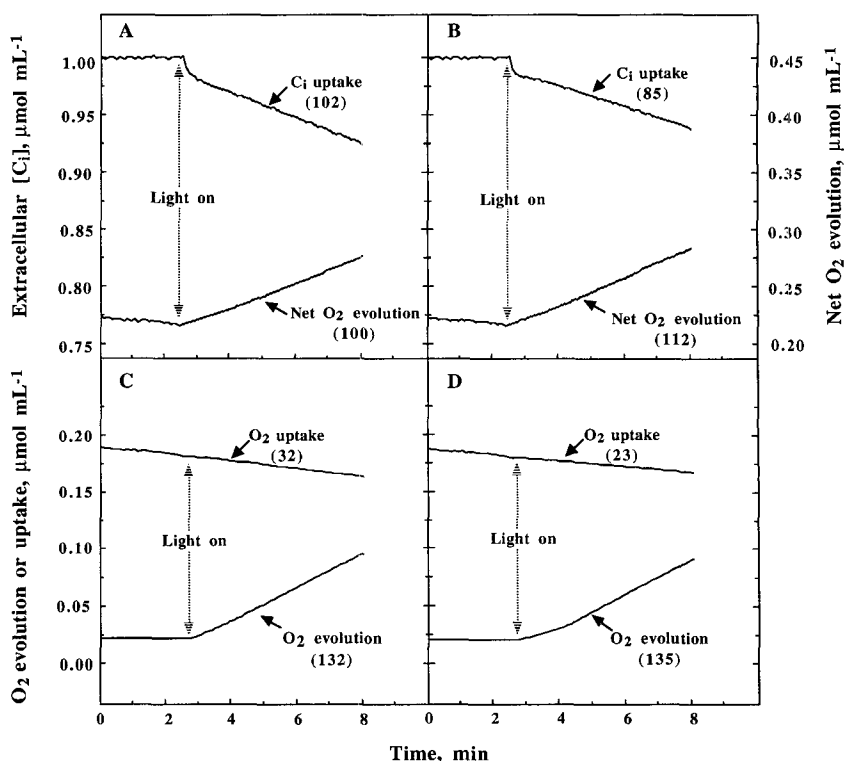 A
B
Extracellular [Ci], μmol mL-1
1.00
0.95
0.90
0.85
0.80
0.75
Ci uptake
(102)
Light on
Net O2 evolution
(100)
Ci uptake
(85)
Light on
Net O2 evolution
(112)
0.45
0.40
0.35
0.30
0.25
0.20
Net O2 evolution, μmol mL-1
C
D
O2 evolution or uptake, μmol mL-1
0.20
0.15
0.10
0.05
0.00
O2 uptake
(32)
Light on
O2 evolution
(132)
O2 uptake
(23)
Light on
O2 evolution
(135)
0 2 4 6 8 0 2 4 6 8
Time, min